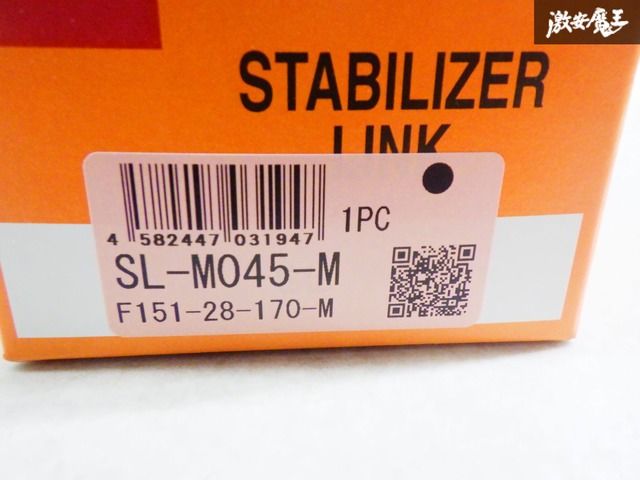 激安魔王
STABILIZER
LINK
1PC
4 582447 031947
SL-M045-M
F151-28-170-M